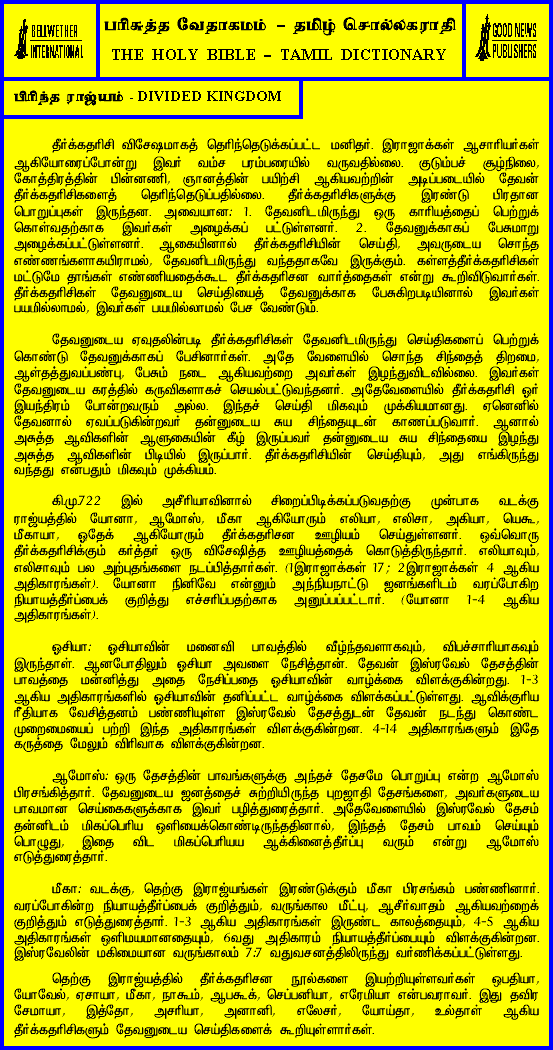 BELLWETHER
INTERNATIONAL
பரிசுத்த வேதாகமம் – தமிழ் சொல்லகராதி
THE HOLY BIBLE – TAMIL DICTIONARY
GOOD NEWS
PUBLISHERS
பிரிந்த ராஜ்யம் - DIVIDED KINGDOM
தீர்க்கதரிசி விசேஷமாகத் தெரிந்தெடுக்கப்பட்ட மனிதர். இராஜாக்கள் ஆசாரியர்கள்
ஆகியோரைப்போன்று இவர் வம்ச பரம்பரையில் வருவதில்லை. குடும்பச் சூழ்நிலை,
கோத்திரத்தின் பின்னணி, ஞானத்தின் பயிற்சி ஆகியவற்றின் அடிப்படையில் தேவன்
தீர்க்கதரிசிகளைத் தெரிந்தெடுப்பதில்லை. தீர்க்கதரிசிகளுக்கு இரண்டு பிரதான
பொறுப்புகள் இருந்தன. அவையான: 1. தேவனிடமிருந்து ஒரு காரியத்தைப் பெற்றுக்
கொள்வதற்காக இவர்கள் அழைக்கப் பட்டுள்ளனர். 2. தேவனுக்காகப் பேசுமாறு
அழைக்கப்பட்டுள்ளனர். ஆகையினால் தீர்க்கதரிசியின் செய்தி, அவருடைய சொந்த
எண்ணங்களாகயிராமல், தேவனிடமிருந்து வந்ததாகவே இருக்கும். கள்ளத்தீர்க்கதரிசிகள்
மட்டுமே தாங்கள் எண்ணியதைக்கூட தீர்க்கதரிசன வார்த்தைகள் என்று கூறிவிடுவார்கள்.
தீர்க்கதரிசிகள் தேவனுடைய செய்தியைத் தேவனுக்காக பேசுகிறபடியினால் இவர்கள்
பயமில்லாமல், இவர்கள் பயமில்லாமல் பேச வேண்டும்.
தேவனுடைய ஏவுதலின்படி தீர்க்கதரிசிகள் தேவனிடமிருந்து செய்திகளைப் பெற்றுக்
கொண்டு தேவனுக்காகப் பேசினார்கள். அதே வேளையில் சொந்த சிந்தைத் திறமை,
ஆள்தத்துவப்பண்பு, பேசும் நடை ஆகியவற்றை அவர்கள் இழந்துவிடவில்லை. இவர்கள்
தேவனுடைய கரத்தில் கருவிகளாகச் செயல்பட்டுவந்தனர். அதேவேளையில் தீர்க்கதரிசி ஓர்
இயந்திரம் போன்றவரும் அல்ல. இந்தச் செய்தி மிகவும் முக்கியமானது. ஏனெனில்
தேவனால் ஏவப்படுகின்றவர் தன்னுடைய சுய சிந்தையுடன் காணப்படுவார். ஆனால்
அசுத்த ஆவிகளின் ஆளுகையின் கீழ் இருப்பவர் தன்னுடைய சுய சிந்தையை இழந்து
அசுத்த ஆவிகளின் பிடியில் இருப்பார். தீர்க்கதரிசியின் செய்தியும், அது எங்கிருந்து
வந்தது என்பதும் மிகவும் முக்கியம்.
கி.மு722 இல் அசீரியாவினால் சிறைப்பிடிக்கப்படுவதற்கு முன்பாக வடக்கு
ராஜ்யத்தில் யோனா, ஆமோஸ், மீகா ஆகியோரும் எலியா, எலிசா, அகியா, யெகூ,
மீகாயா, ஓதேக் ஆகியோரும் தீர்க்கதரிசன ஊழியம் செய்துள்ளனர். ஒவ்வொரு
தீர்க்கதரிசிக்கும் கர்த்தர் ஒரு விசேஷித்த ஊழியத்தைக் கொடுத்திருந்தார். எலியாவும்,
எலிசாவும் பல அற்புதங்களை நடப்பித்தார்கள். (1இராஜாக்கள் 17; 2இராஜாக்கள் 4 ஆகிய
அதிகாரங்கள்). யோனா நினிவே என்னும் அந்நியநாட்டு ஜனங்களிடம் வரப்போகிற
நியாயத்தீர்ப்பைக் குறித்து எச்சரிப்பதற்காக அனுப்பப்பட்டார். (யோனா 1-4 ஆகிய
அதிகாரங்கள்).
ஓசியா: ஓசியாவின் மனைவி பாவத்தில் வீழ்ந்தவளாகவும், விபச்சாரியாகவும்
இருந்தாள். ஆனபோதிலும் ஓசியா அவளை நேசித்தான். தேவன் இஸ்ரவேல் தேசத்தின்
பாவத்தை மன்னித்து அதை நேசிப்பதை ஓசியாவின் வாழ்க்கை விளக்குகின்றது. 1-3
ஆகிய அதிகாரங்களில் ஓசியாவின் தனிப்பட்ட வாழ்க்கை விளக்கப்பட்டுள்ளது. ஆவிக்குரிய
ரீதியாக வேசித்தனம் பண்ணியுள்ள இஸ்ரவேல் தேசத்துடன் தேவன் நடந்து கொண்ட
முறைமையைப் பற்றி இந்த அதிகாரங்கள் விளக்குகின்றன. 4-14 அதிகாரங்களும் இதே
கருத்தை மேலும் விரிவாக விளக்குகின்றன.
ஆமோஸ்: ஒரு தேசத்தின் பாவங்களுக்கு அந்தச் தேசமே பொறுப்பு என்ற ஆமோஸ்
பிரசங்கித்தார். தேவனுடைய ஜனத்தைச் சுற்றியிருந்த புறஜாதி தேசங்களை, அவர்களுடைய
பாவமான செய்கைகளுக்காக இவர் பழித்துரைத்தார். அதேவேளையில் இஸ்ரவேல் தேசம்
தன்னிடம் மிகப்பெரிய ஒளியைக்கொண்டிருந்ததினால், இந்தத் தேசம் பாவம் செய்யும்
பொழுது, இதை விட மிகப்பெரியய ஆக்கினைத்தீர்ப்பு வரும் என்று ஆமோஸ்
எடுத்துரைத்தார்.
மீகா: வடக்கு, தெற்கு இராஜ்யங்கள் இரண்டுக்கும் மீகா பிரசங்கம் பண்ணினார்.
வரப்போகின்ற நியாயத்தீர்ப்பைக் குறித்தும், வருங்கால மீட்பு, ஆசீர்வாதம் ஆகியவற்றைக்
குறித்தும் எடுத்துரைத்தார். 1-3 ஆகிய அதிகாரங்கள் இருண்ட காலத்தையும், 4-5 ஆகிய
அதிகாரங்கள் ஒளிமயமானதையும், 6வது அதிகாரம் நியாயத்தீர்ப்பையும் விளக்குகின்றன.
இஸ்ரவேலின் மகிமையான வருங்காலம் 7:7 வதுவசனத்திலிருந்து வர்ணிக்கப்பட்டுள்ளது.
தெற்கு இராஜ்யத்தில் தீர்க்கதரிசன நூல்களை இயற்றியுள்ளவர்கள் ஒபதியா,
யோவேல், ஏசாயா, மீகா, நாகூம், ஆபகூக், செப்பனியா, எரேமியா என்பவராவர். இது தவிர
சேமாயா, இத்தோ, அசரியா, அனானி, எலேசர், யோய்தா, உல்தாள் ஆகிய
தீர்க்கதரிசிகளும் தேவனுடைய செய்திகளைக் கூறியுள்ளார்கள்.